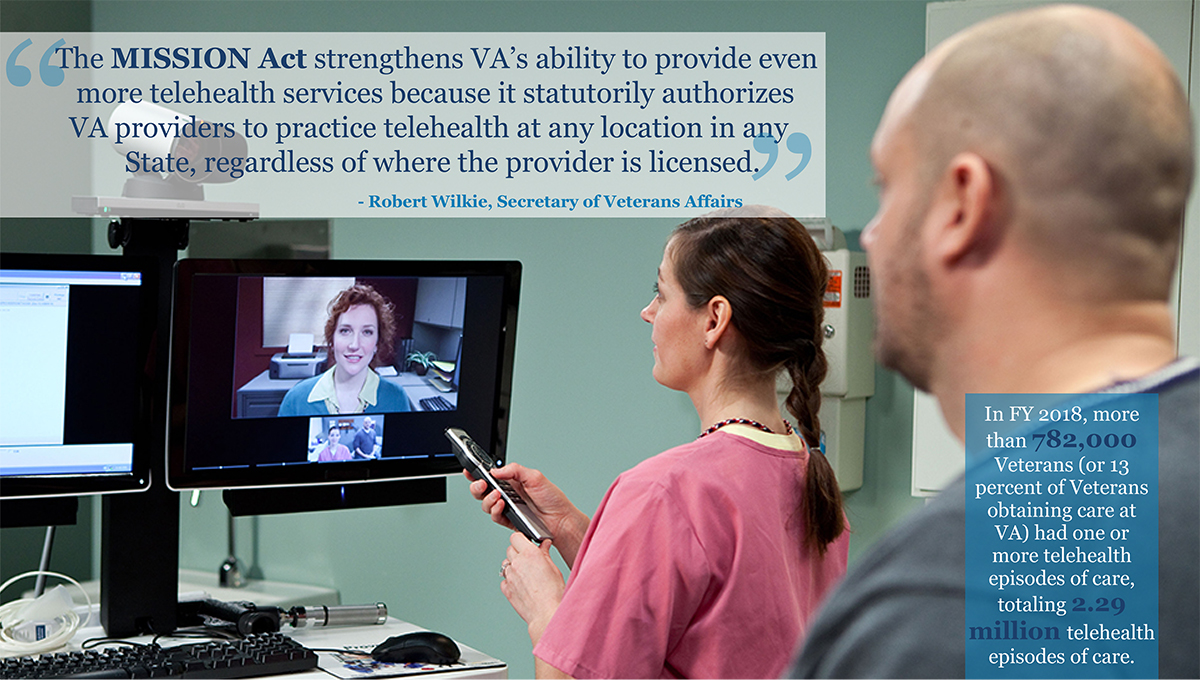 “The MISSION Act strengthens VA’s ability to provide even
more telehealth services because it statutorily authorizes
VA providers to practice telehealth at any location in any
State, regardless of where the provider is licensed.”
- Robert Wilkie, Secretary of Veterans Affairs
In FY 2018, more
than 782,000
Veterans (or 13
percent of Veterans
obtaining care at
VA) had one or
more telehealth
episodes of care,
totaling 2.29
million telehealth
episodes of care.